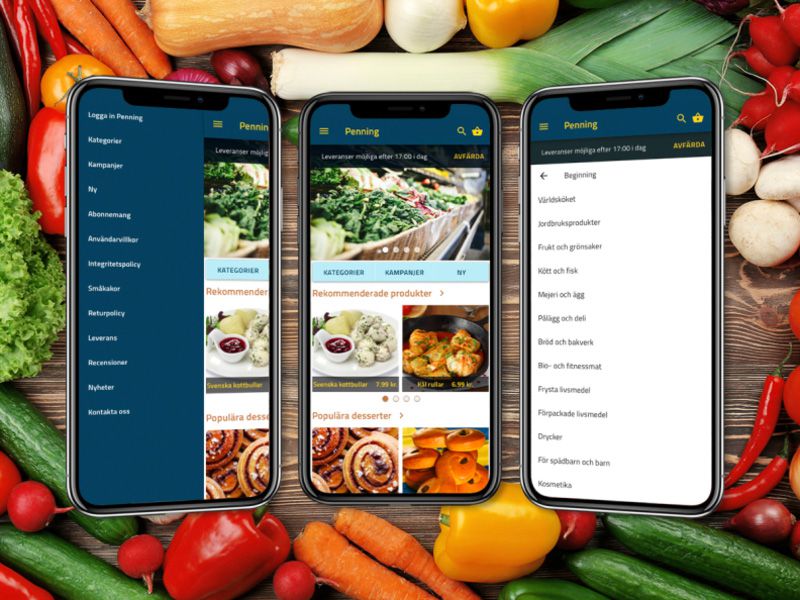 Logga in Penning
Kategorier
Kampanjer
Ny
Abonnemang
Användarvillkor
Integritetspolicy
Småkakor
Returpolicy
Leverans
Recensioner
Nyheter
Kontakta oss
Penning
Leveranser möjliga
KATEGORIER
Rekommenderade
Svenska kottbullar
Populära desse
Penning
Leveranser möjliga efter 17:00 i dag AVFÄRDA
KATEGORIER KAMPANJER NY
Rekommenderade produkter
Svenska kottbullar 7.99 kr. Kål rullar 6.99 kr.
Populära desserter
Penning
Leveranser möjliga efter 17:00 i dag AVFÄRDA
Beginning
Världsköket
Jordbruksprodukter
Frukt och grönsaker
Kött och fisk
Mejeri och ägg
Pålägg och deli
Bröd och bakverk
Bio- och fitnessmat
Frysta livsmedel
Förpackade livsmedel
Drycker
För spädbarn och barn
Kosmetika